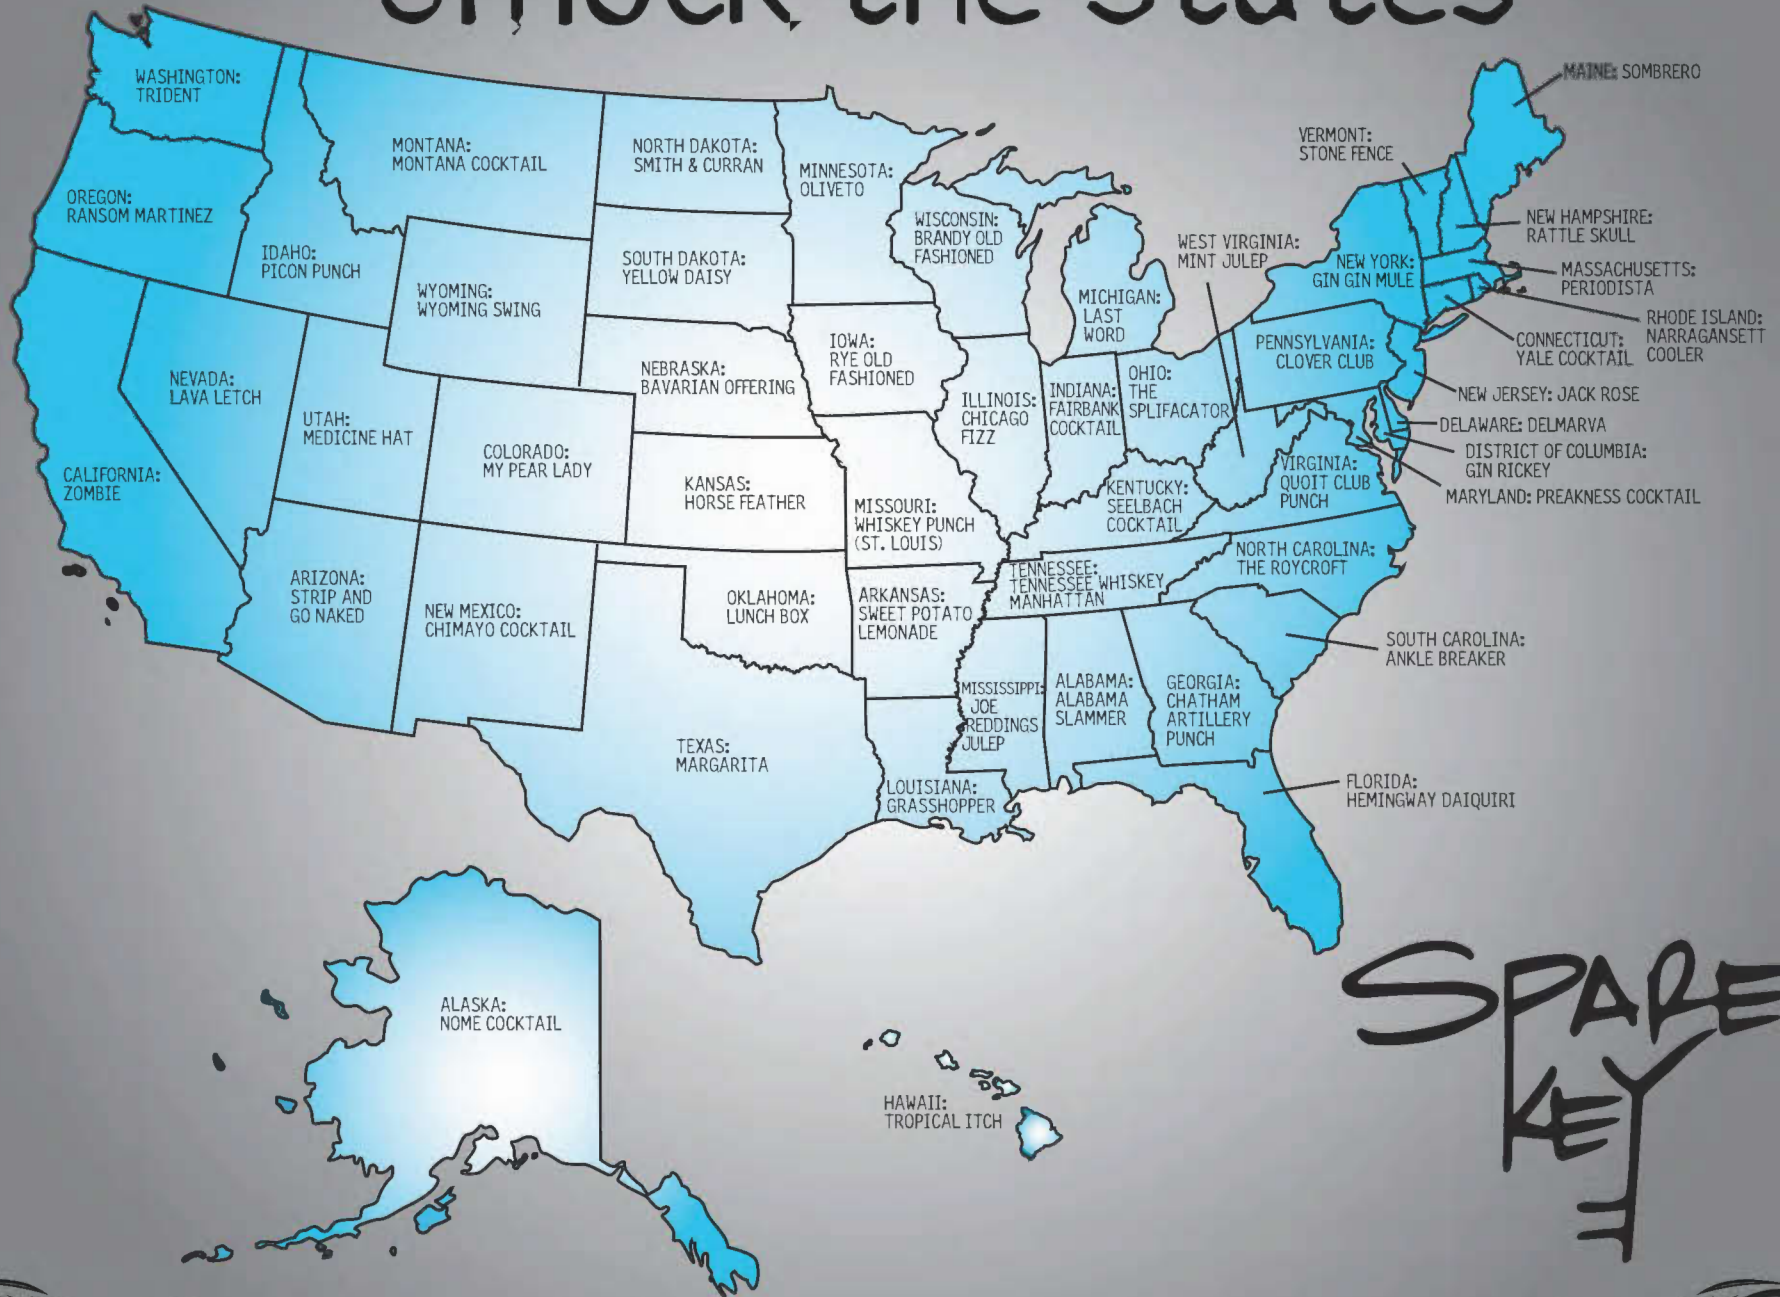 Unlock the States
WASHINGTON:
TRIDENT
OREGON:
RANSOM MARTINEZ
CALIFORNIA:
ZOMBIE
IDAHO:
PICON PUNCH
NEVADA:
LAVA LETCH
MONTANA:
MONTANA COCKTAIL
WYOMING:
WYOMING SWING
UTAH:
MEDICINE HAT
COLORADO:
MY PEAR LADY
ARIZONA:
STRIP AND
GO NAKED
NEW MEXICO:
CHIMAYO COCKTAIL
NORTH DAKOTA:
SMITH & CURRAN
SOUTH DAKOTA:
YELLOW DAISY
NEBRASKA:
BAVARIAN OFFERING
KANSAS:
HORSE FEATHER
OKLAHOMA:
LUNCH BOX
TEXAS:
MARGARITA
MINNESOTA:
OLIVETO
IOWA:
RYE OLD
FASHIONED
MISSOURI:
WHISKEY PUNCH
(ST. LOUIS)
ARKANSAS:
SWEET POTATO
LEMONADE
LOUISIANA:
GRASSHOPPER
WISCONSIN:
BRANDY OLD
FASHIONED
ILLINOIS:
CHICAGO
FIZZ
MICHIGAN:
LAST
WORD
INDIANA:
FAIRBANK
COCKTAIL
OHIO:
THE
SPLIFACATOR
KENTUCKY:
SEELBACH
COCKTAIL
TENNESSEE:
TENNESSEE WHISKEY
MANHATTAN
MISSISSIPPI:
JOE
REDDINGS
JULEP
ALABAMA:
ALABAMA
SLAMMER
GEORGIA:
CHATHAM
ARTILLERY
PUNCH
FLORIDA:
HEMINGWAY DAIQUIRI
SOUTH CAROLINA:
ANKLE BREAKER
NORTH CAROLINA:
THE ROYCROFT
VIRGINIA:
QUOIT CLUB
PUNCH
WEST VIRGINIA:
MINT JULEP
PENNSYLVANIA:
CLOVER CLUB
NEW YORK:
GIN GIN MULE
VERMONT:
STONE FENCE
MAINE: SOMBRERO
NEW HAMPSHIRE:
RATTLE SKULL
MASSACHUSETTS:
PERIODISTA
RHODE ISLAND:
NARRAGANSETT
COOLER
CONNECTICUT:
YALE COCKTAIL
NEW JERSEY: JACK ROSE
DELAWARE: DELMARVA
DISTRICT OF COLUMBIA:
GIN RICKEY
MARYLAND: PREAKNESS COCKTAIL
ALASKA:
NOME COCKTAIL
HAWAII:
TROPICAL ITCH
SPARE
KEY